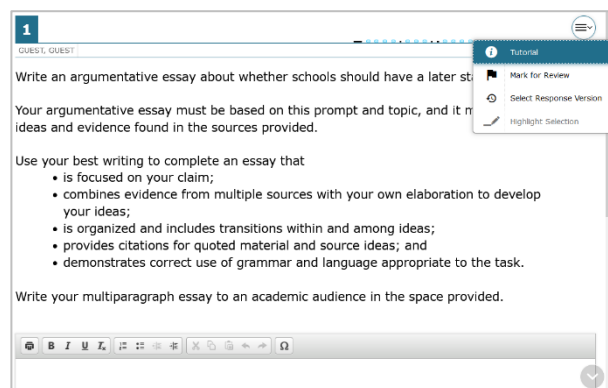 1
GUEST, GUEST
Tutorial
Mark for Review
Select Response Version
Highlight Selection
Write an argumentative essay about whether schools should have a later
Your argumentative essay must be based on this prompt and topic, and it
ideas and evidence found in the sources provided.
Use your best writing to complete an essay that
• is focused on your claim;
• combines evidence from multiple sources with your own elaboration to develop
your ideas;
• is organized and includes transitions within and among ideas;
• provides citations for quoted material and source ideas; and
• demonstrates correct use of grammar and language appropriate to the task.
Write your multiparagraph essay to an academic audience in the space provided.
B I U Ix Ω